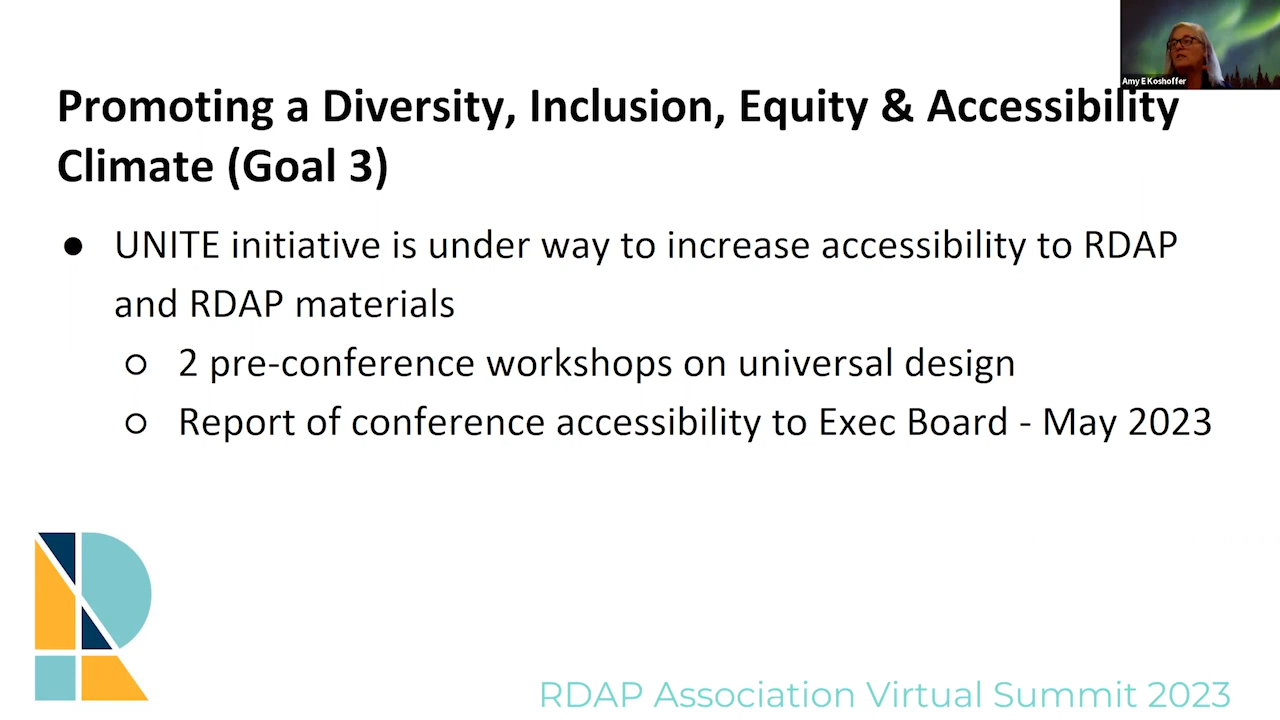 Amy E Koshoffer
Promoting a Diversity, Inclusion, Equity & Accessibility
Climate (Goal 3)
● UNITE initiative is under way to increase accessibility to RDAP
and RDAP materials
○ 2 pre-conference workshops on universal design
○ Report of conference accessibility to Exec Board - May 2023
RDAP Association Virtual Summit 2023